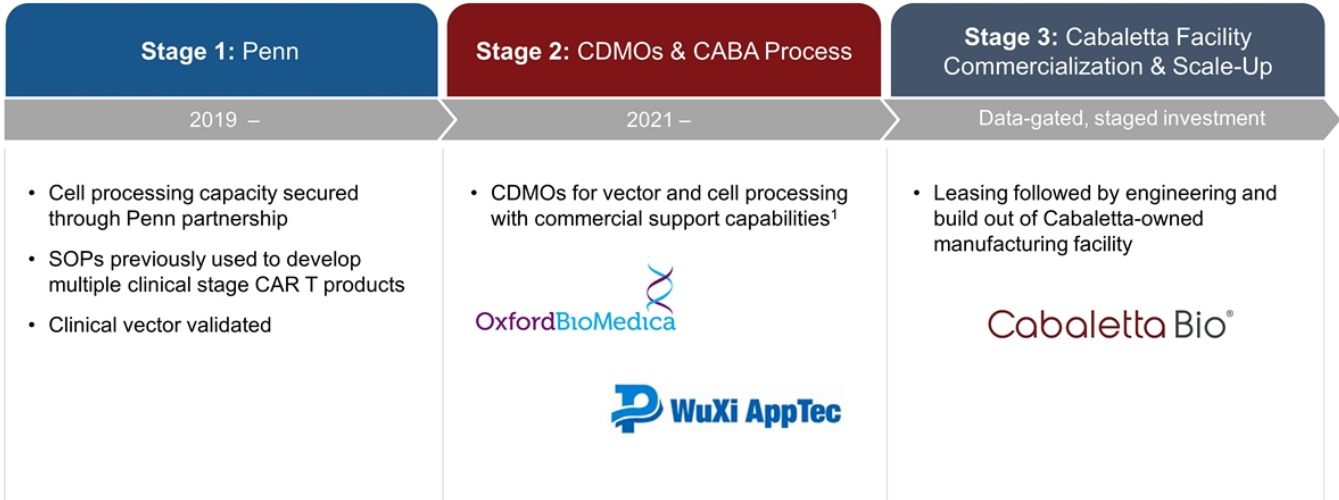 Stage 1: Penn
2019 –
• Cell processing capacity secured
through Penn partnership
• SOPs previously used to develop
multiple clinical stage CAR T products
• Clinical vector validated
Stage 2: CDMOs & CABA Process
2021 –
• CDMOs for vector and cell processing
with commercial support capabilities¹
OxfordBioMedica
WuXi AppTec
Stage 3: Cabaletta Facility
Commercialization & Scale-Up
Data-gated, staged investment
• Leasing followed by engineering and
build out of Cabaletta-owned
manufacturing facility
Cabaletta Bio®